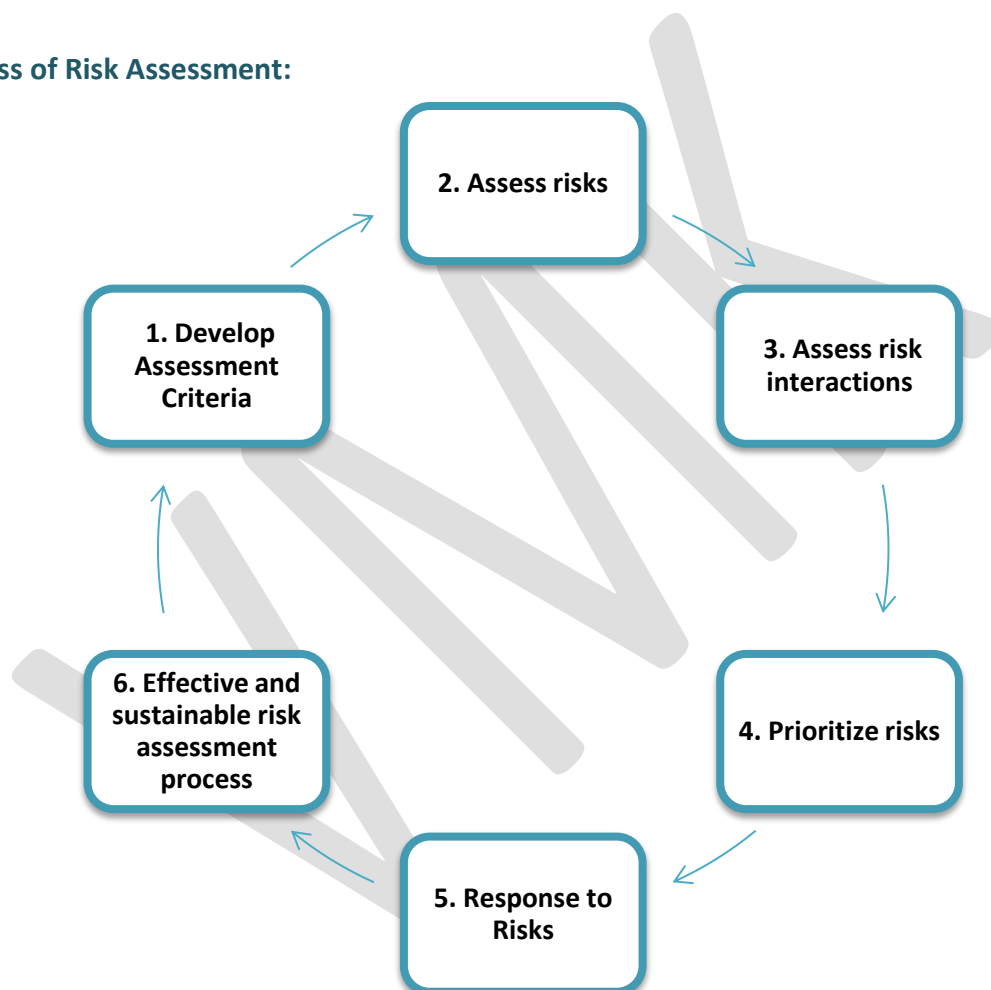 ss of Risk Assessment:
2. Assess risks
1. Develop
Assessment
Criteria
3. Assess risk
interactions
6. Effective and
sustainable risk
assessment
process
4. Prioritize risks
5. Response to
Risks